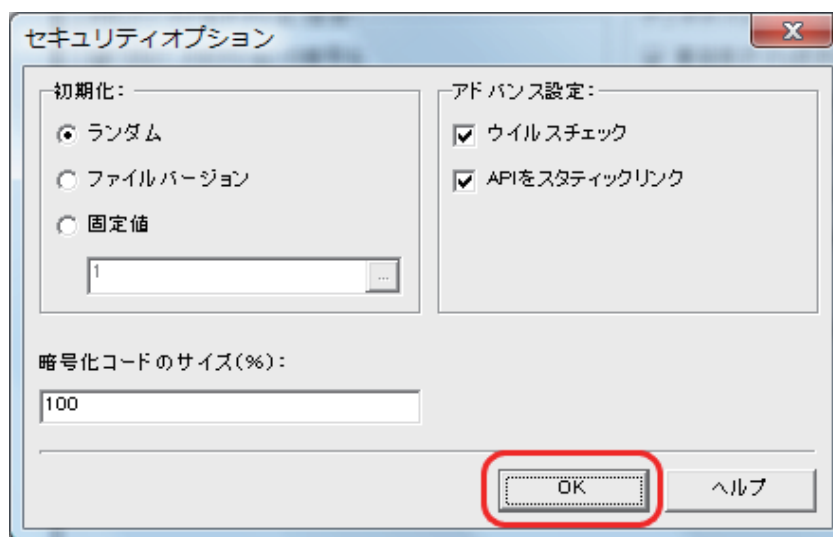 セキュリティオプション
初期化:
ランダム
ファイルバージョン
固定値
1
...
アドバンス設定:
ウイルスチェック
APIをスタティックリンク
暗号化コードのサイズ(%):
100
OK
ヘルプ